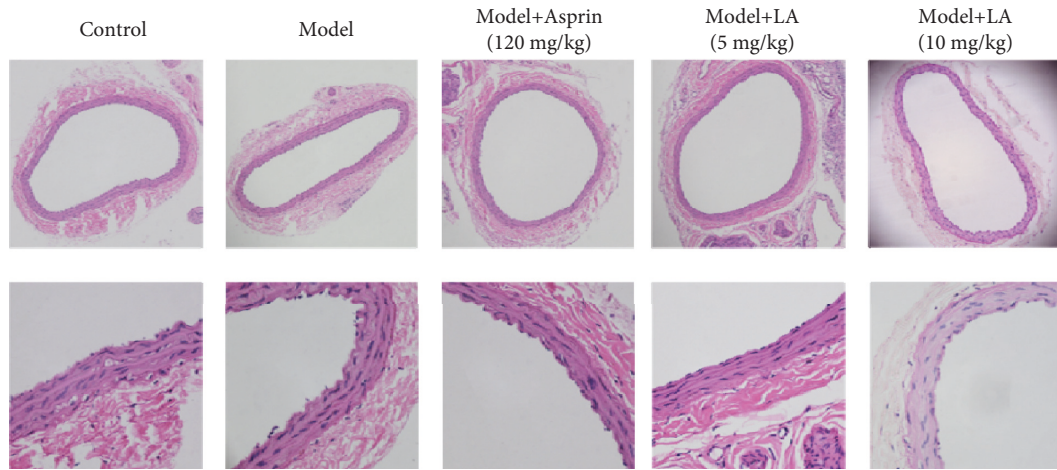 Control
Model
Model+Asprin
(120 mg/kg)
Model+LA
(5 mg/kg)
Model+LA
(10 mg/kg)